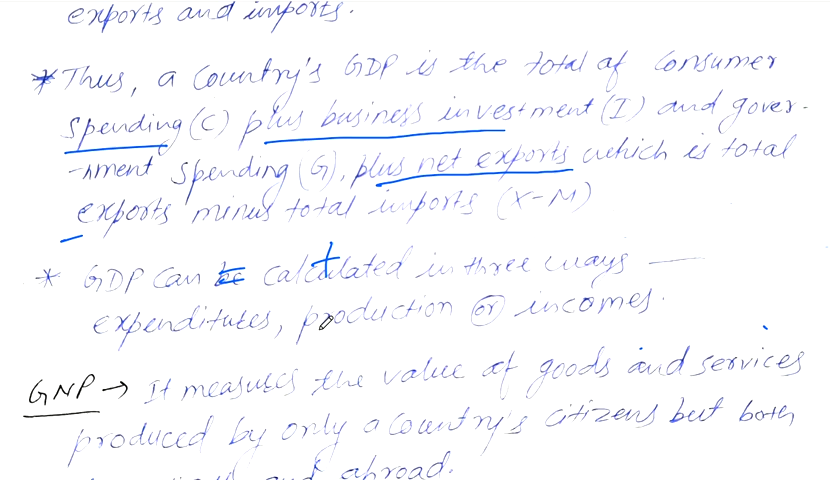 exports and imports.
* Thus, a Country's GDP is the total of Consumer
Spending (C) plus business investment (I) and gover-
-nment spending (G), plus net exports which is total
exports minus total imports (X-M)
* GDP can be calculated in three ways —
expenditutes, production or incomes.
GNP → It measures the value of goods and services
produced by only a Country's citizens but both
and abroad.